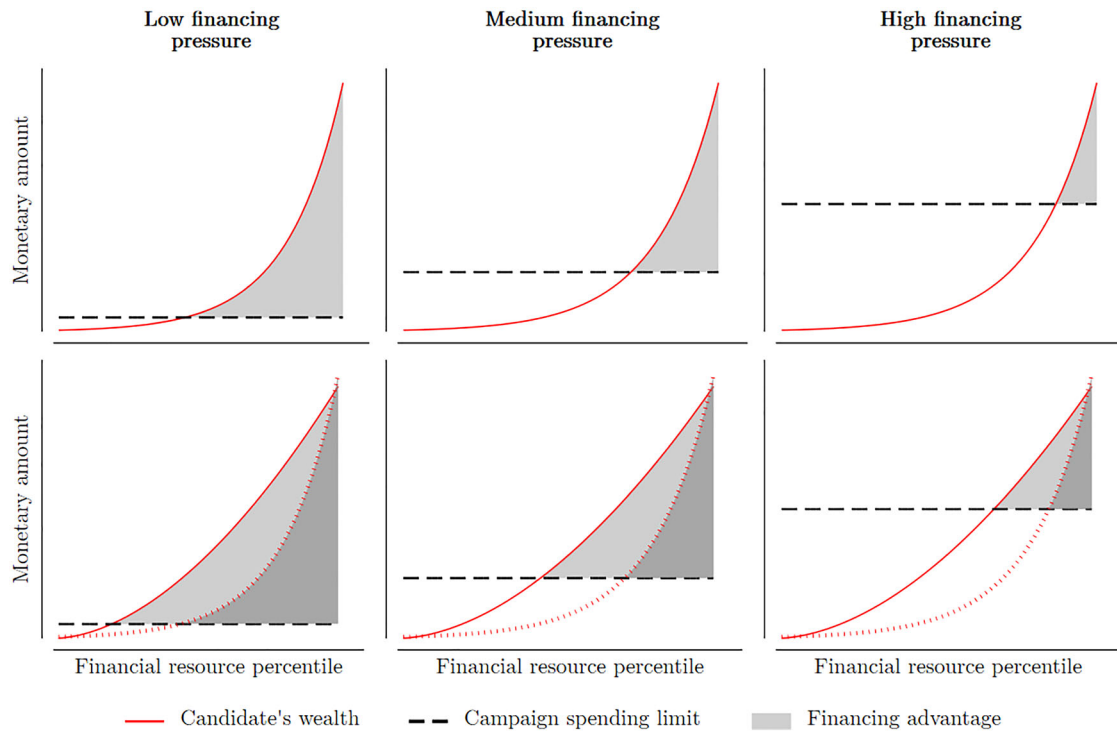 Low financing
pressure
Medium financing
pressure
High financing
pressure
Monetary amount
Monetary amount
Financial resource percentile
Financial resource percentile
Financial resource percentile
Candidate's wealth
Campaign spending limit
Financing advantage